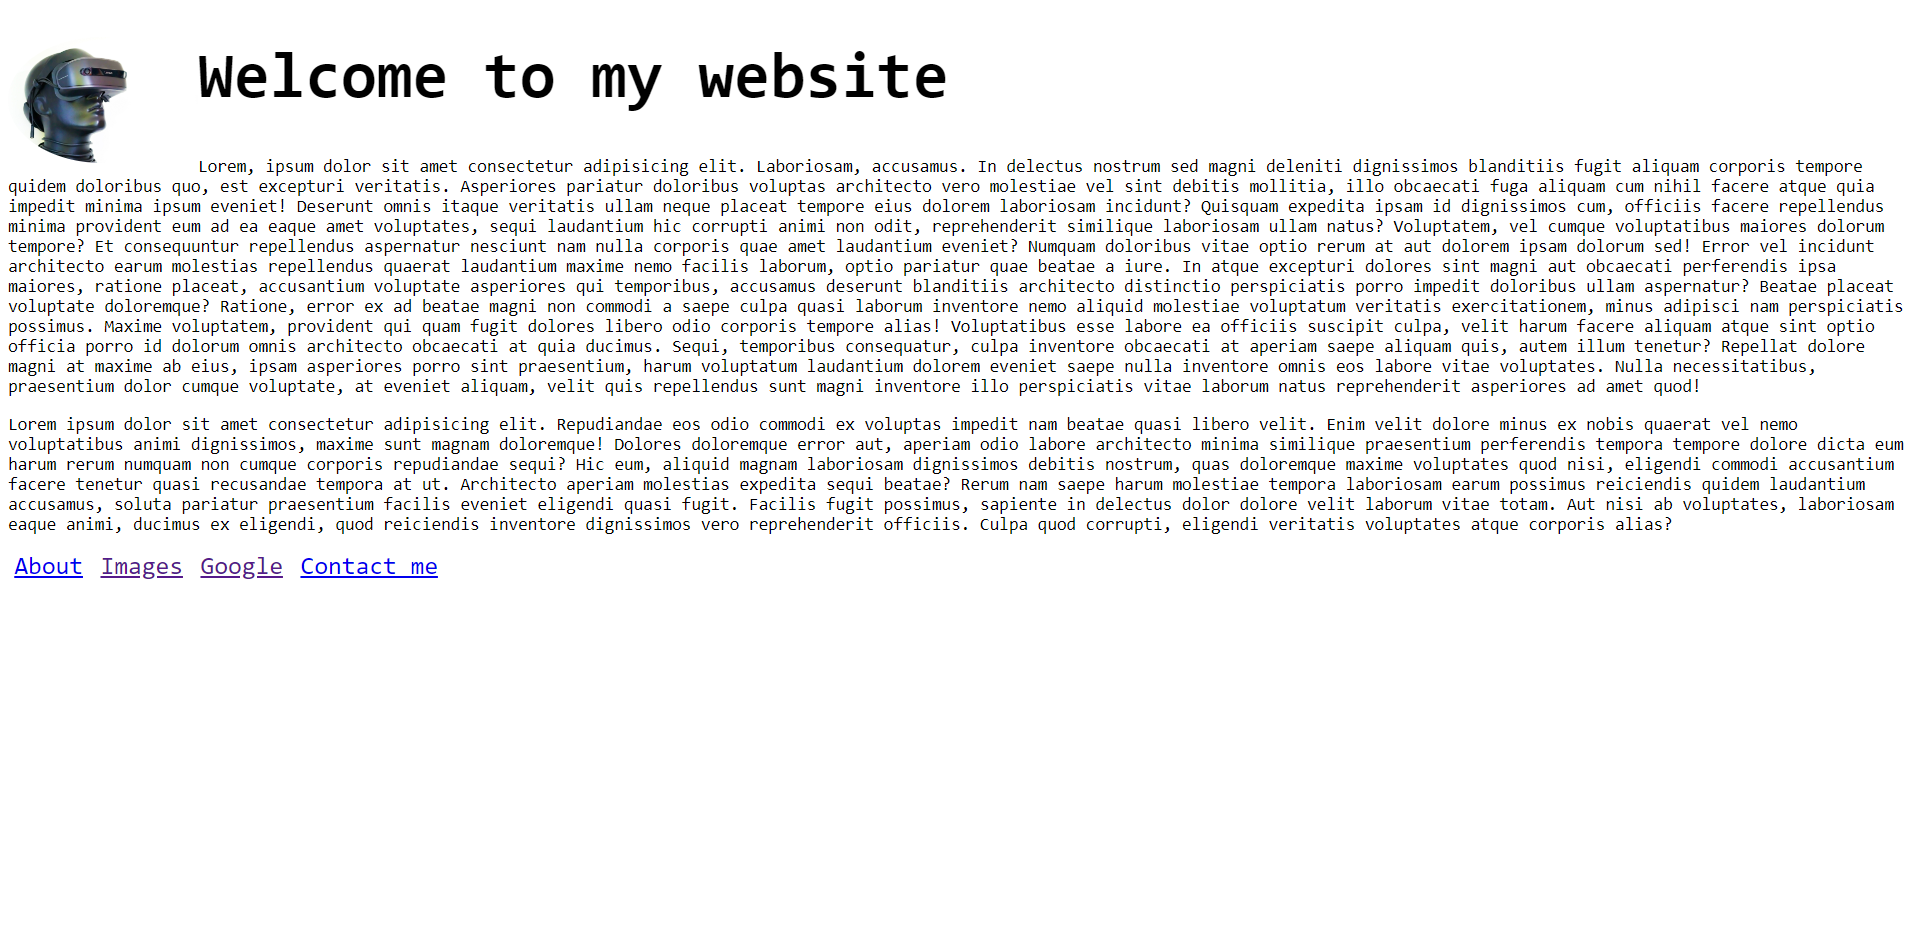 Welcome to my website
Lorem, ipsum dolor sit amet consectetur adipisicing elit. Laboriosam, accusamus. In delectus nostrum sed magni deleniti dignissimos blanditiis fugit aliquam corporis tempore
quidem doloribus quo, est excepturi veritatis. Asperiores pariatur doloribus voluptas architecto vero molestiae vel sint debitis mollitia, illo obcaecati fuga aliquam cum nihil facere atque quia
impedit minima ipsum eveniet! Deserunt omnis itaque veritatis ullam neque placeat tempore eius dolorem laboriosam incidunt? Quisquam expedita ipsam id dignissimos cum, officiis facere repellendus
minima provident eum ad ea eaque amet voluptates, sequi laudantium hic corrupti animi non odit, reprehenderit similique laboriosam ullam natus? Voluptatem, vel cumque voluptatibus maiores dolorum
tempore? Et consequuntur repellendus aspernatur nesciunt nam nulla corporis quae amet laudantium eveniet? Numquam doloribus vitae optio rerum at aut dolorem ipsam dolorum sed! Error vel incidunt
architecto earum molestias repellendus quaerat laudantium maxime nemo facilis laborum, optio pariatur quae beatae a iure. In atque excepturi dolores sint magni aut obcaecati perferendis ipsa
maiores, ratione placeat, accusantium voluptate asperiores qui temporibus, accusamus deserunt blanditiis architecto distinctio perspiciatis porro impedit doloribus ullam aspernatur? Beatae placeat
voluptate doloremque? Ratione, error ex ad beatae magni non commodi a saepe culpa quasi laborum inventore nemo aliquid molestiae voluptatum veritatis exercitationem, minus adipisci nam perspiciatis
possimus. Maxime voluptatem, provident qui quam fugit dolores libero odio corporis tempore alias! Voluptatibus esse labore ea officiis suscipit culpa, velit harum facere aliquam atque sint optio
officia porro id dolorum omnis architecto obcaecati at quia ducimus. Sequi, temporibus consequatur, culpa inventore obcaecati at aperiam saepe aliquam quis, autem illum tenetur? Repellat dolore
magni at maxime ab eius, ipsam asperiores porro sint praesentium, harum voluptatum laudantium dolorem eveniet saepe nulla inventore omnis eos labore vitae voluptates. Nulla necessitatibus,
praesentium dolor cumque voluptate, at eveniet aliquam, velit quis repellendus sunt magni inventore illo perspiciatis vitae laborum natus reprehenderit asperiores ad amet quod!
Lorem ipsum dolor sit amet consectetur adipisicing elit. Repudiandae eos odio commodi ex voluptas impedit nam beatae quasi libero velit. Enim velit dolore minus ex nobis quaerat vel nemo
voluptatibus animi dignissimos, maxime sunt magnam doloremque! Dolores doloremque error aut, aperiam odio labore architecto minima similique praesentium perferendis tempora tempore dolore dicta eum
harum rerum numquam non cumque corporis repudiandae sequi? Hic eum, aliquid magnam laboriosam dignissimos debitis nostrum, quas doloremque maxime voluptates quod nisi, eligendi commodi accusantium
facere tenetur quasi recusandae tempora at ut. Architecto aperiam molestias expedita sequi beatae? Rerum nam saepe harum molestiae tempora laboriosam earum possimus reiciendis quidem laudantium
accusamus, soluta pariatur praesentium facilis eveniet eligendi quasi fugit. Facilis fugit possimus, sapiente in delectus dolor dolore velit laborum vitae totam. Aut nisi ab voluptates, laboriosam
eaque animi, ducimus ex eligendi, quod reiciendis inventore dignissimos vero reprehenderit officiis. Culpa quod corrupti, eligendi veritatis voluptates atque corporis alias?
About Images Google Contact me